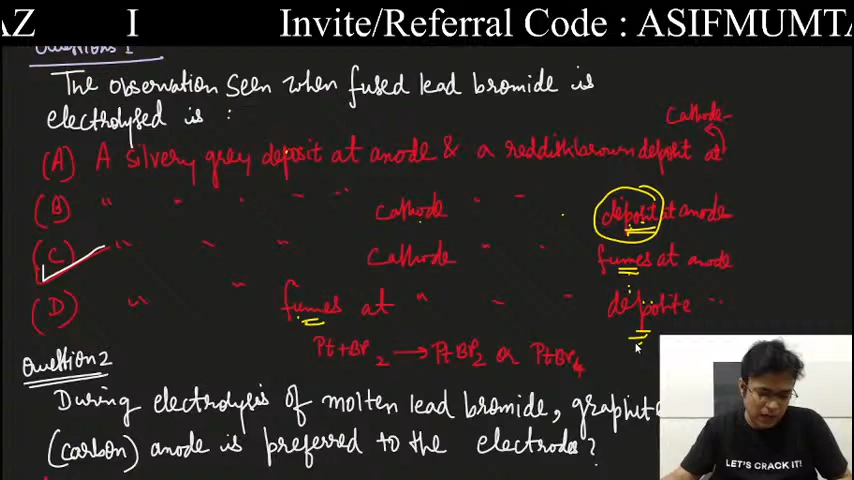 AZ I Invite/Referral Code : ASIFMUMTA
Questions 1
The observation seen when fused lead bromide is
electrolysed is :
Cathode
(A) A silvery grey deposit at anode & a reddish brown deposit at
(B) " " " " cathode " " deposit at anode
(C) " " " Cathode " " fumes at anode
(D) " " fumes at " " " deposite "
Pt + Br2 → PtBr2 or PtBr4
Question 2
During electrolysis of molten lead bromide, graphite
(carbon) anode is preferred to the electrodes?
LET'S CRACK IT!